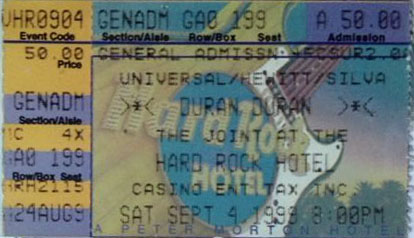 VHR0904 GENADM GA0 199 A 50.00
Event Code Section/Aisle Row/Box Seat Admission
50.00 GENERAL ADMISSN
Price
UNIVERSAL/HEWITT/SILVA
GENADM >*< DURAN DURAN >*<
Section/Aisle
4X THE JOINT AT THE
GA0 199 HARD ROCK HOTEL
Row/Box Seat
RH2115 CASINO ENT TAX INC
24AUG9 SAT SEPT 4 1999 8:00PM
A PETER MORTON HOTEL